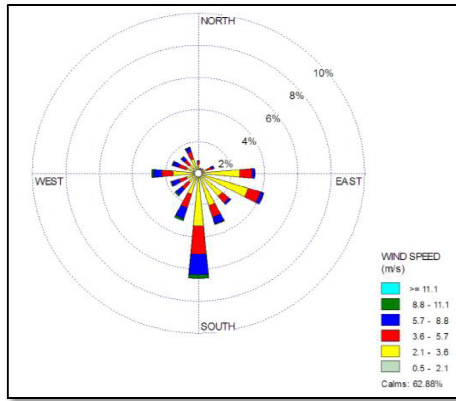 NORTH
10%
8%
6%
4%
2%
WEST
EAST
SOUTH
WIND SPEED
(m/s)
>= 11.1
8.8 - 11.1
5.7 - 8.8
3.6 - 5.7
2.1 - 3.6
0.5 - 2.1
Calms: 62.88%